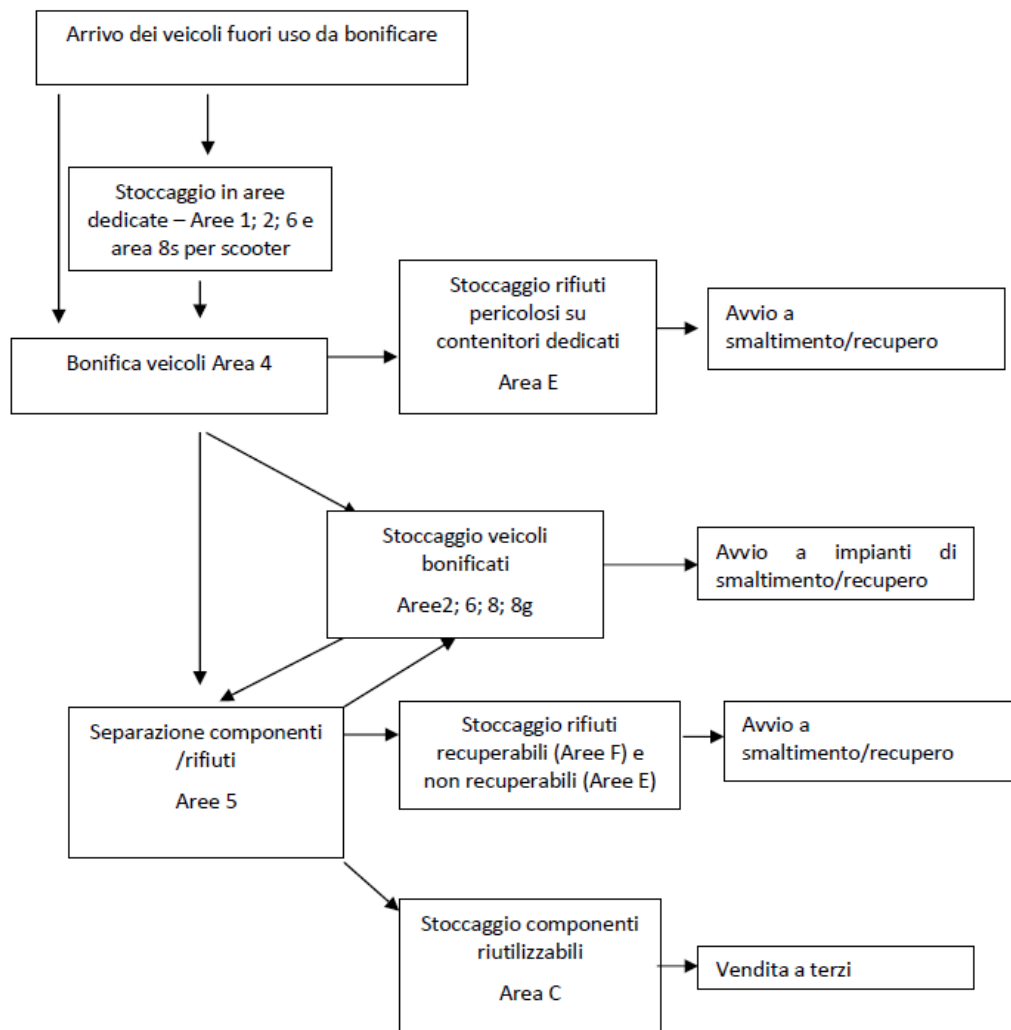 Arrivo dei veicoli fuori uso da bonificare
Stoccaggio in aree
dedicate – Aree 1; 2; 6 e
area 8s per scooter
Stoccaggio rifiuti
pericolosi su
contenitori dedicati
Area E
Avvio a
smaltimento/recupero
Bonifica veicoli Area 4
Stoccaggio veicoli
bonificati
Aree2; 6; 8; 8g
Avvio a impianti di
smaltimento/recupero
Separazione componenti
/rifiuti
Aree 5
Stoccaggio rifiuti
recuperabili (Aree F) e
non recuperabili (Aree E)
Avvio a
smaltimento/recupero
Stoccaggio componenti
riutilizzabili
Area C
Vendita a terzi